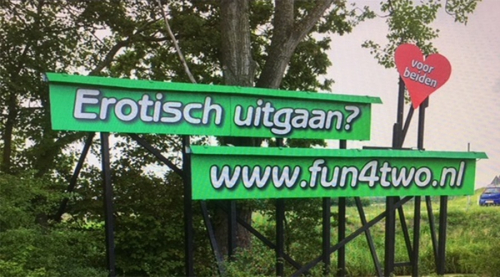 Erotisch uitgaan?
voor
beiden
www.fun4two.nl